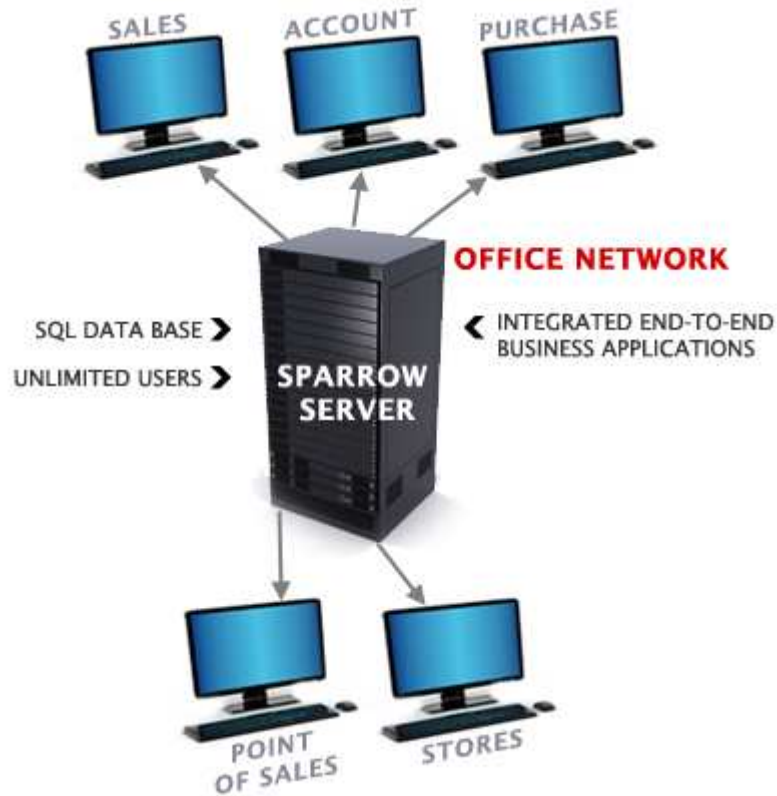 SALES
ACCOUNT
PURCHASE
OFFICE NETWORK
SQL DATA BASE
UNLIMITED USERS
INTEGRATED END-TO-END
BUSINESS APPLICATIONS
SPARROW
SERVER
POINT
OF SALES
STORES